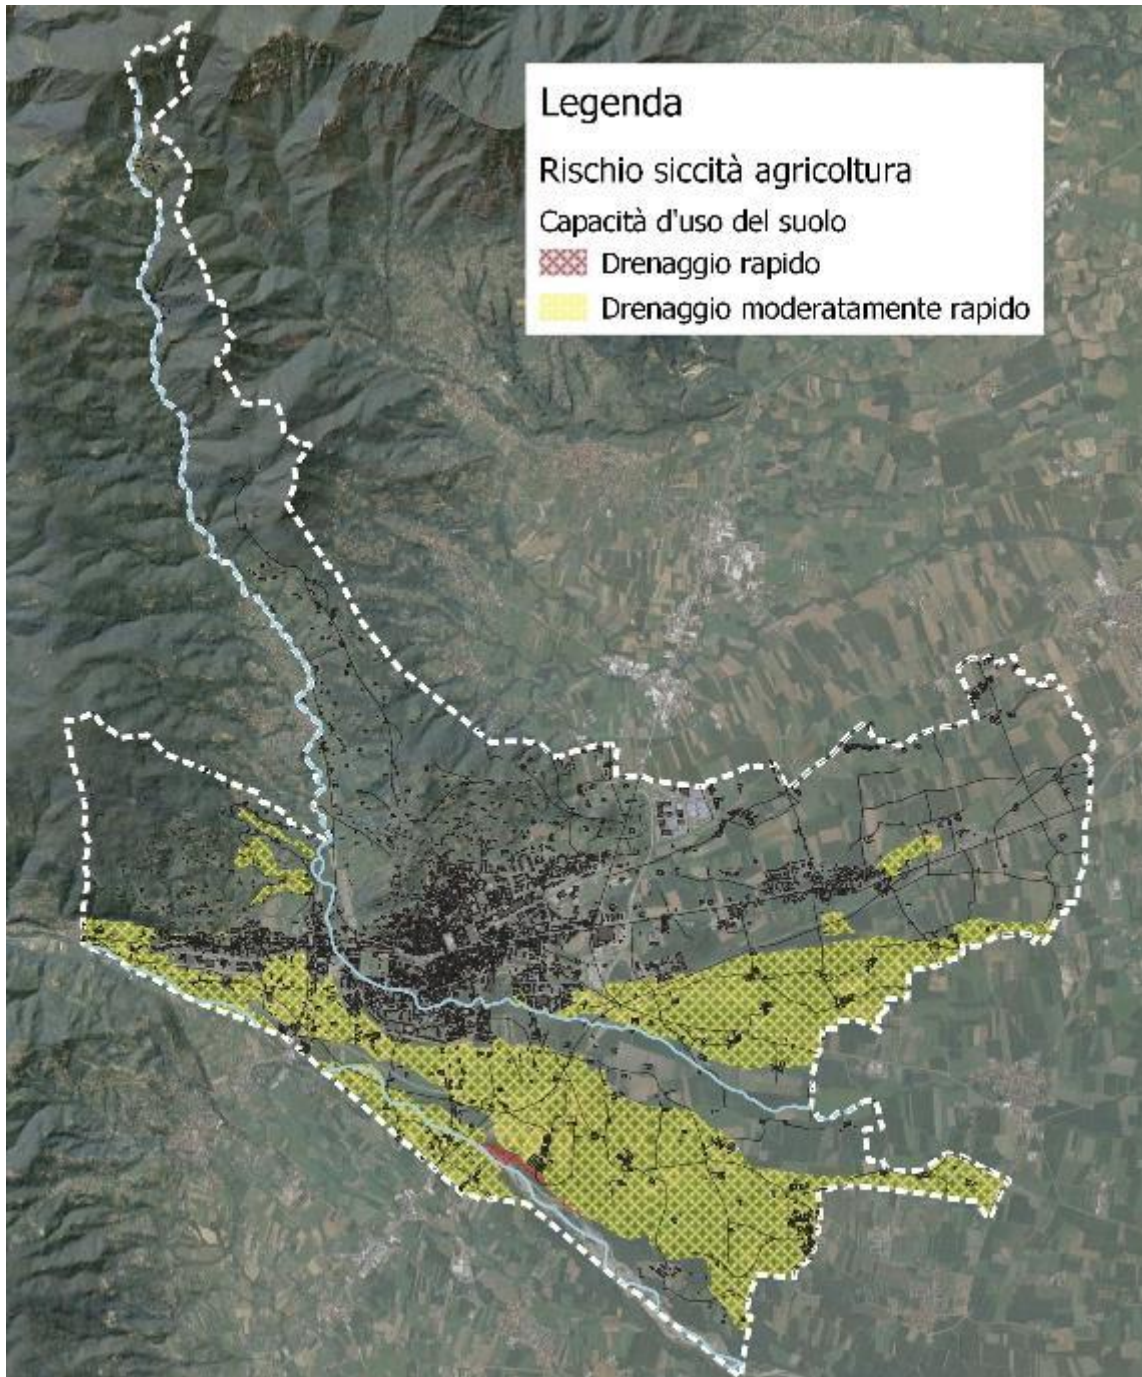 Legenda
Rischio siccità agricoltura
Capacità d'uso del suolo
Drenaggio rapido
Drenaggio moderatamente rapido